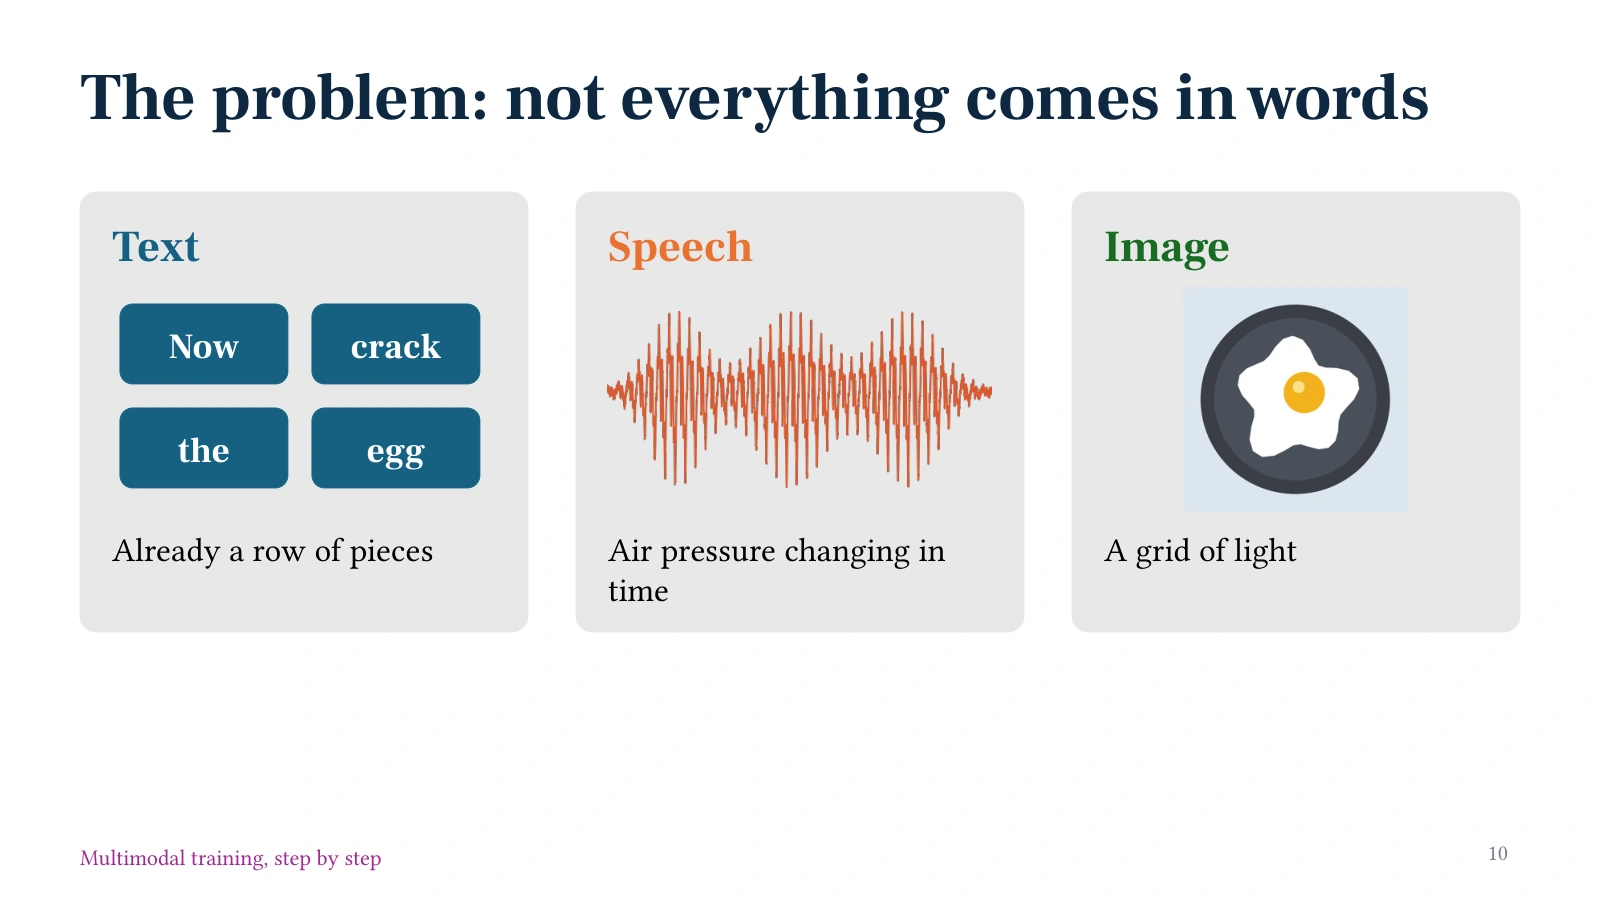 The problem: not everything comes in words
Text
Now crack
the egg
Already a row of pieces
Speech
Air pressure changing in
time
Image
A grid of light
Multimodal training, step by step
10